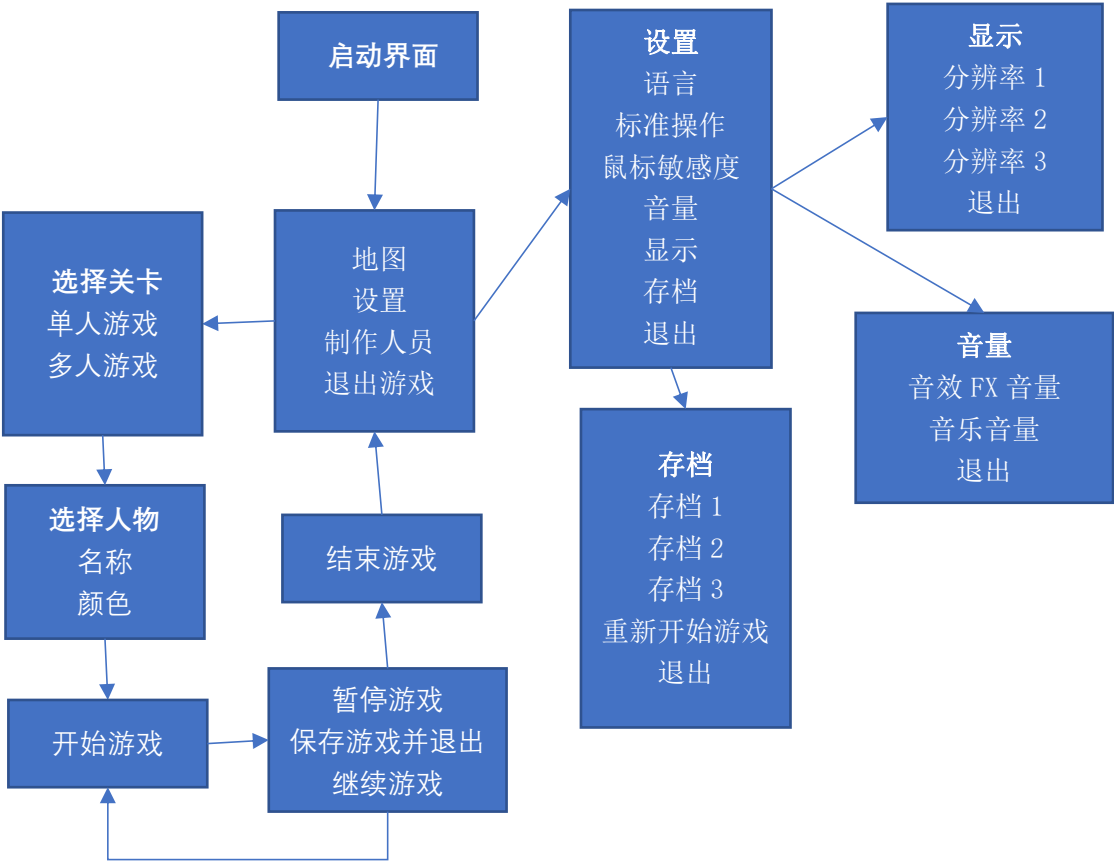 启动界面
地图
设置
制作人员
退出游戏
选择关卡
单人游戏
多人游戏
选择人物
名称
颜色
开始游戏
暂停游戏
保存游戏并退出
继续游戏
结束游戏
设置
语言
标准操作
鼠标敏感度
音量
显示
存档
退出
显示
分辨率 1
分辨率 2
分辨率 3
退出
音量
音效 FX 音量
音乐音量
退出
存档
存档 1
存档 2
存档 3
重新开始游戏
退出